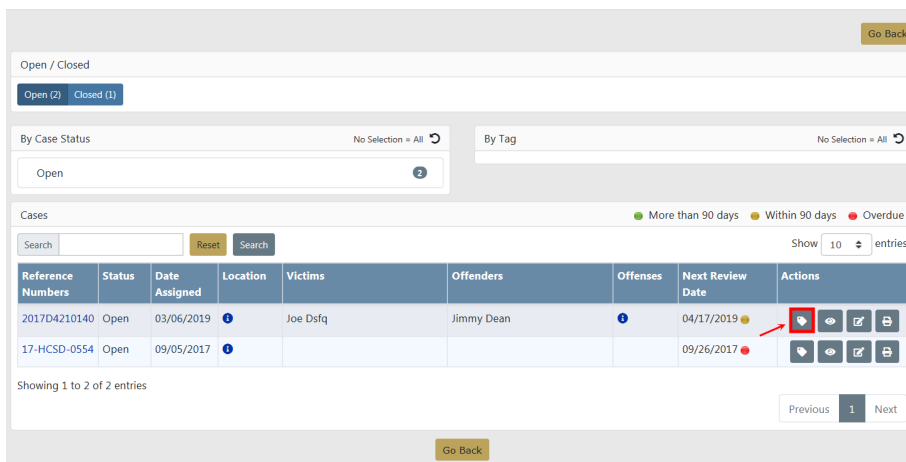 Go Back
Open / Closed
Open (2) Closed (1)
By Case Status No Selection = All
By Tag No Selection = All
Open 2
Cases More than 90 days Within 90 days Overdue
Search Reset Search Show 10 entries
Reference Numbers Status Date Assigned Location Victims Offenders Offenses Next Review Date Actions
2017D4210140 Open 03/06/2019 Joe Dsfq Jimmy Dean 04/17/2019
17-HCSD-0554 Open 09/05/2017 09/26/2017
Showing 1 to 2 of 2 entries
Previous 1 Next
Go Back